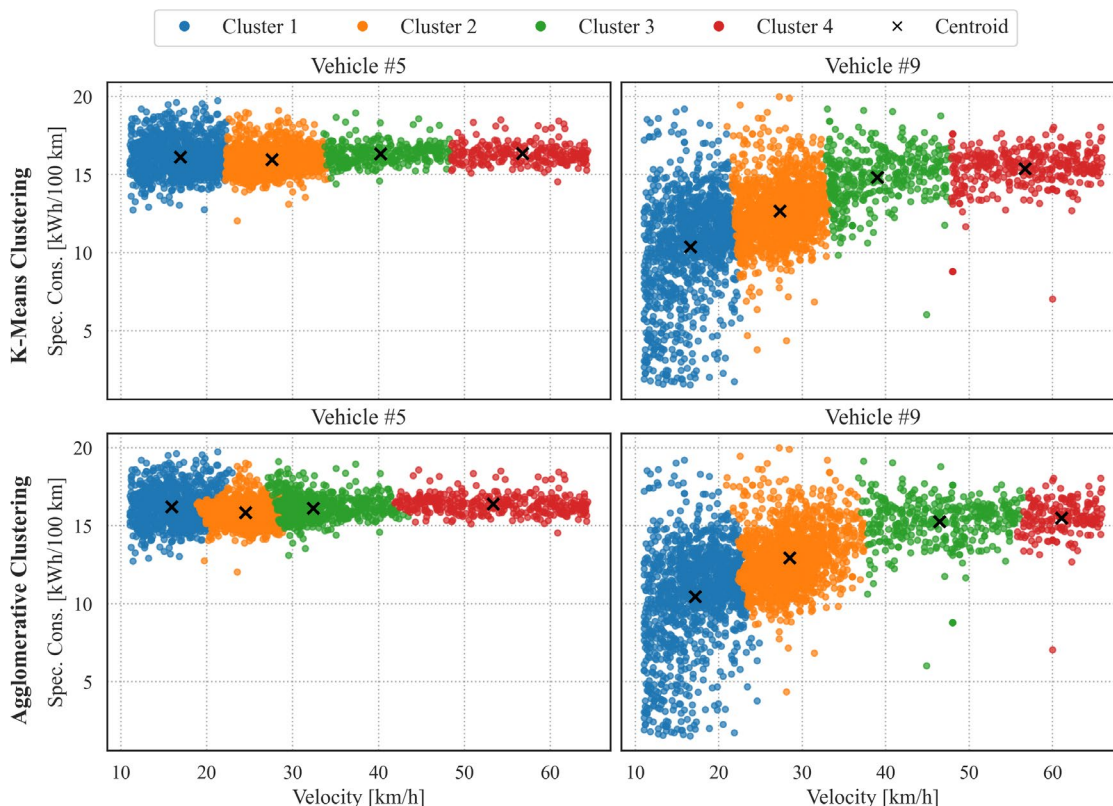 Cluster 1 Cluster 2 Cluster 3 Cluster 4 Centroid
Vehicle #5 Vehicle #9
K-Means Clustering
Spec. Cons. [kWh/100 km]
20
15
10
5
Vehicle #5 Vehicle #9
Agglomerative Clustering
Spec. Cons. [kWh/100 km]
20
15
10
5
10 20 30 40 50 60 10 20 30 40 50 60
Velocity [km/h] Velocity [km/h]